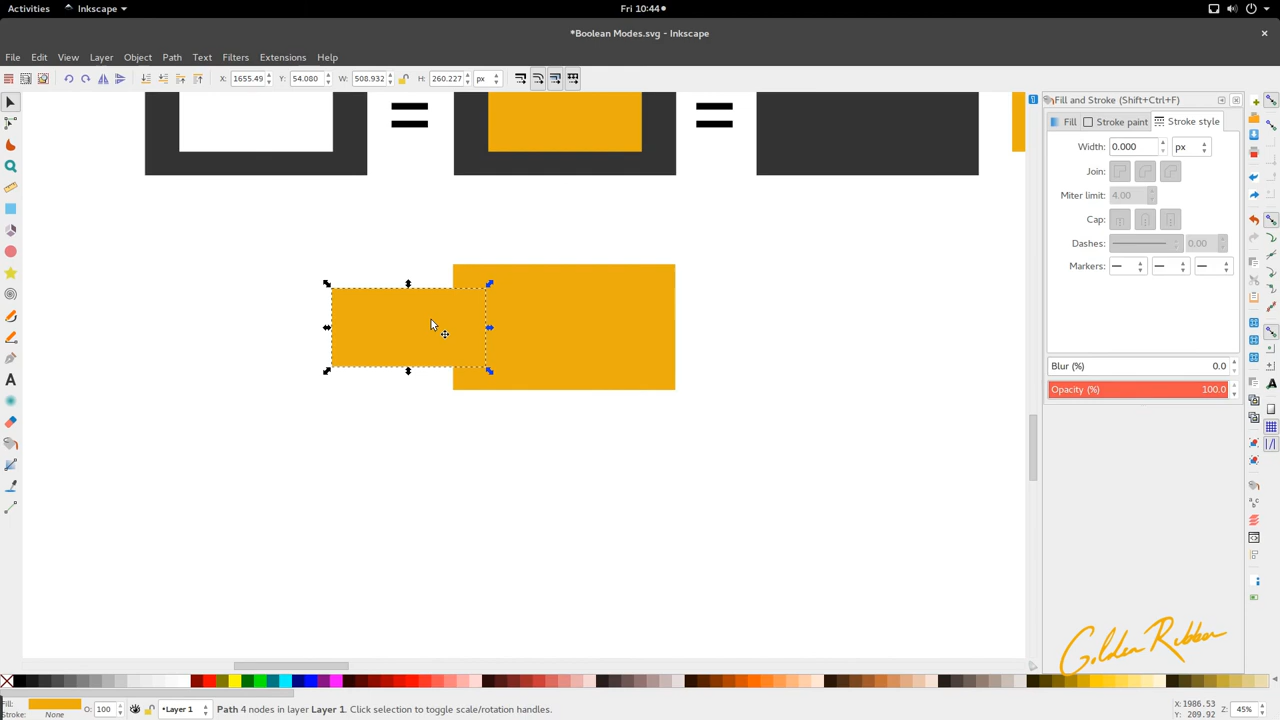 Activities Inkscape Fri 10:44
*Boolean Modes.svg - Inkscape
File Edit View Layer Object Path Text Filters Extensions Help
X: 1655.49 Y: 54.080 W: 508.932 H: 260.227 px
Fill and Stroke (Shift+Ctrl+F)
Fill Stroke paint Stroke style
Width: 0.000 px
Join:
Miter limit: 4.00
Cap:
Dashes: 0.00
Markers:
Blur (%) 0.0
Opacity (%) 100.0
Golden Ribbon
Fill:
Stroke: None
O: 100
•Layer 1
Path 4 nodes in layer Layer 1. Click selection to toggle scale/rotation handles.
X: 1986.53
Y: 209.92
Z: 45%